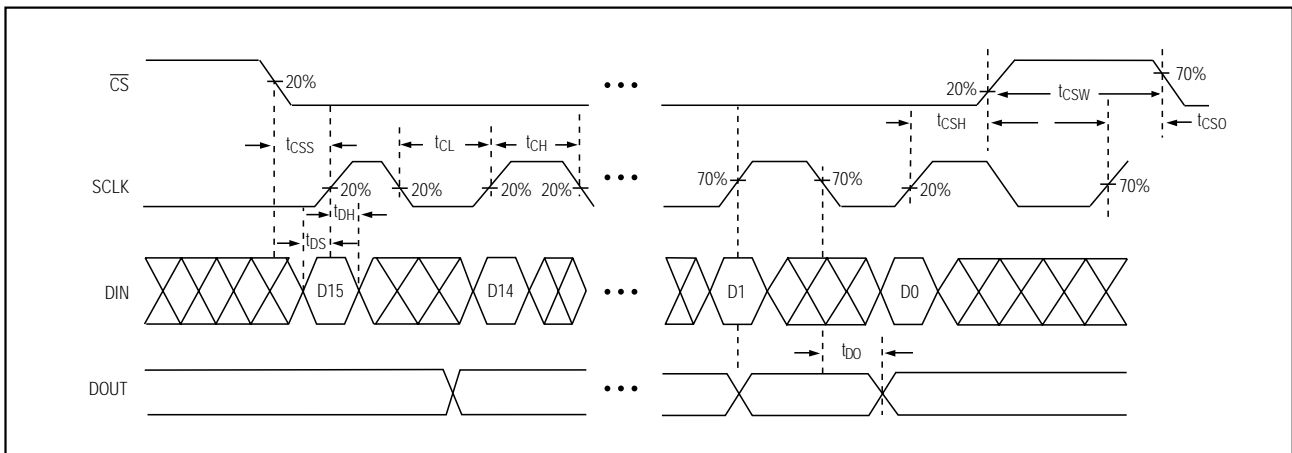 CS
20%
• • •
20%
tCSW
70%
tCSS
tCL
tCH
tCSH
tCSO
SCLK
20%
20%
20%
20%
• • •
70%
70%
20%
70%
tDH
tDS
DIN
D15
D14
• • •
D1
D0
tDO
DOUT
• • •